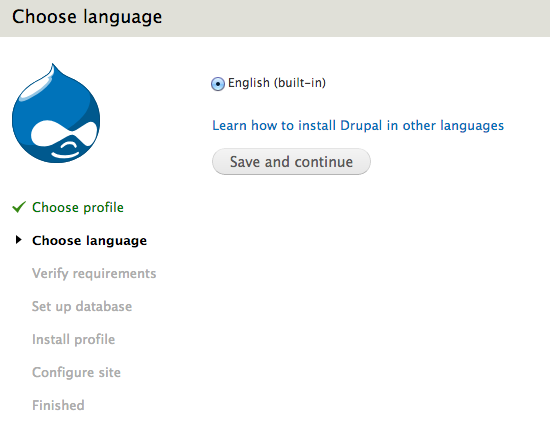 Choose language
English (built-in)
Learn how to install Drupal in other languages
Save and continue
Choose profile
Choose language
Verify requirements
Set up database
Install profile
Configure site
Finished